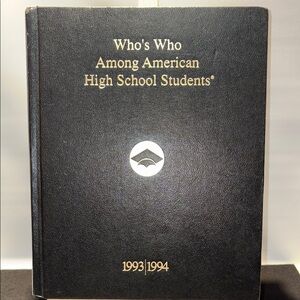 Who's Who
Among American
High School Students®
1993|1994